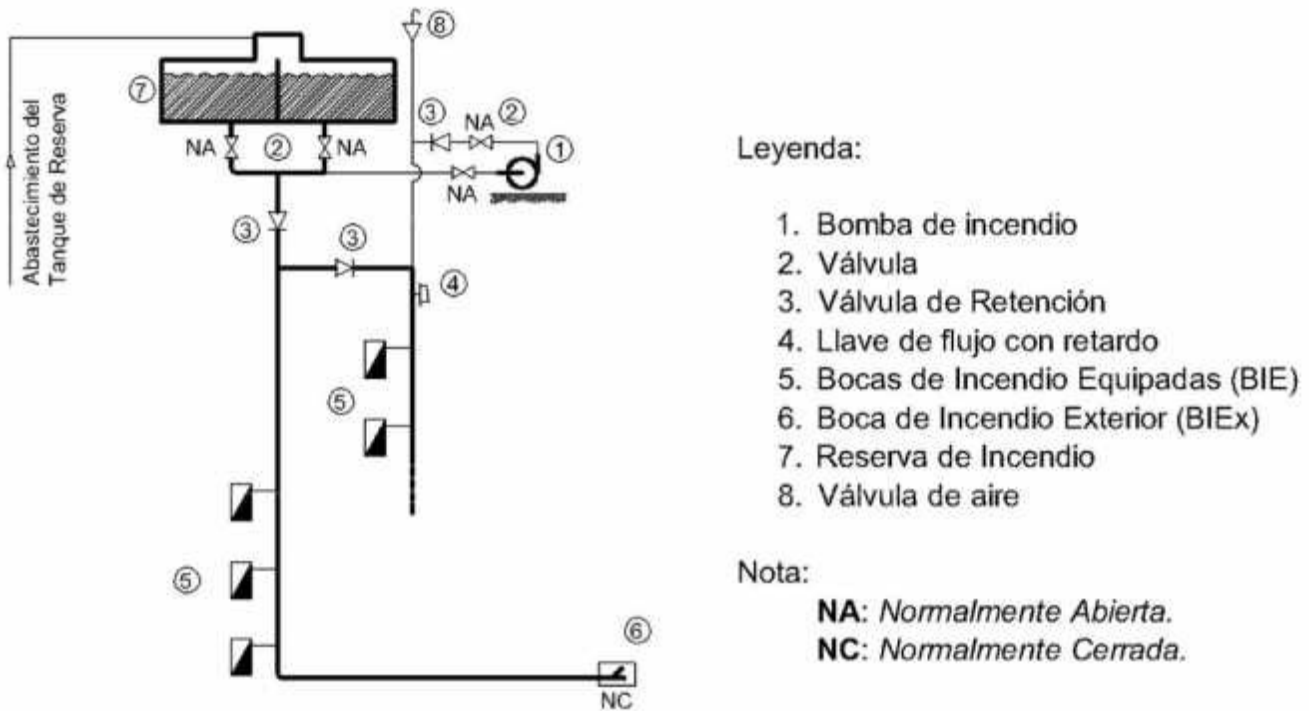 Abastecimiento del
Tanque de Reserva
8
7
3
NA
2
1
NA
2
NA
NA
3
3
4
5
5
6
NC
Leyenda:
1. Bomba de incendio
2. Válvula
3. Válvula de Retención
4. Llave de flujo con retardo
5. Bocas de Incendio Equipadas (BIE)
6. Boca de Incendio Exterior (BIEx)
7. Reserva de Incendio
8. Válvula de aire
Nota:
NA: Normalmente Abierta.
NC: Normalmente Cerrada.